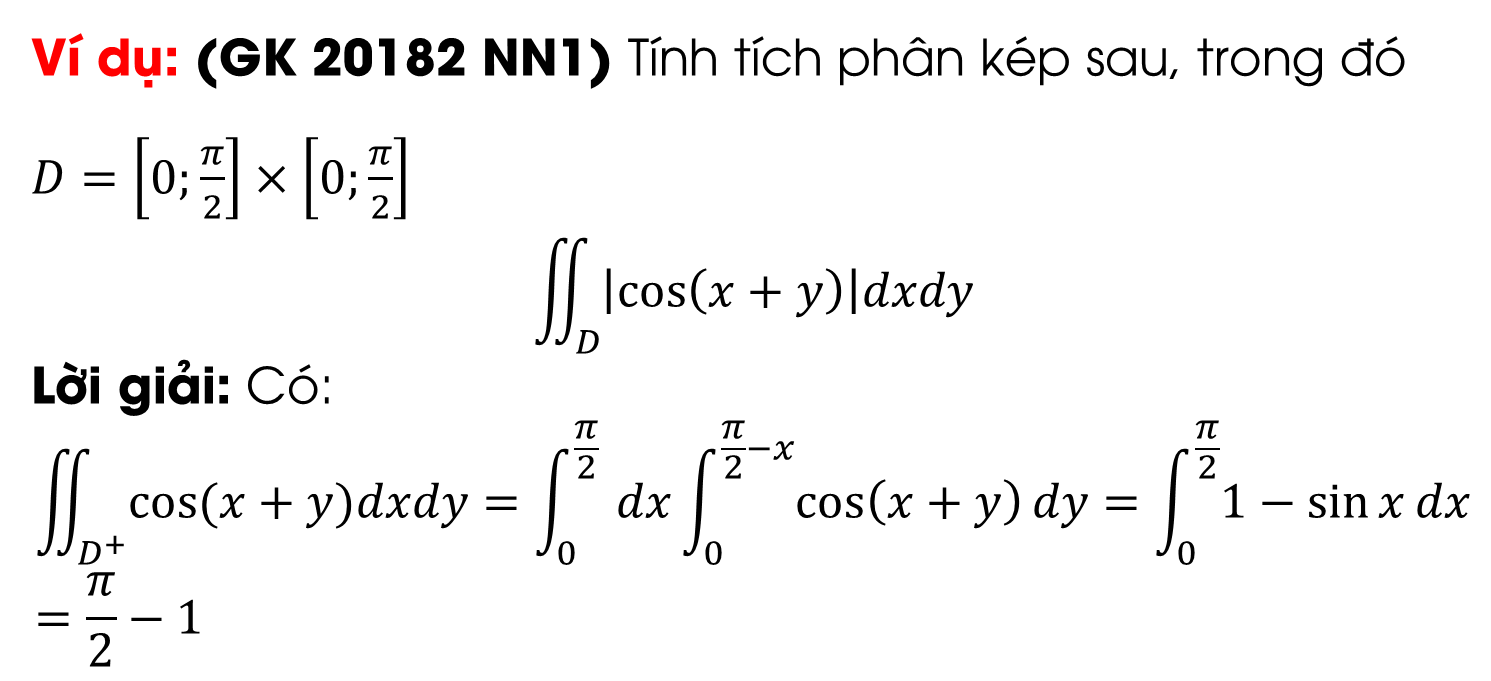 Ví dụ: (GK 20182 NN1) Tính tích phân kép sau, trong đó
D = [0; π/2] × [0; π/2]
∬_D |cos(x + y)|dxdy
Lời giải: Có:
∬_{D⁺} cos(x + y)dxdy = ∫_0^{π/2} dx ∫_0^{π/2 − x} cos(x + y) dy = ∫_0^{π/2} 1 − sin x dx
= π/2 − 1